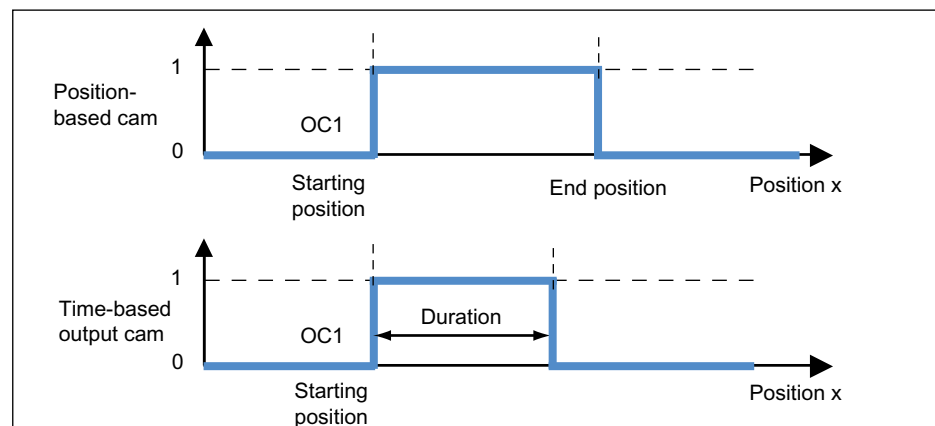 1
Position-
based cam
OC1
0
Starting
position
End position
Position x
1
Time-based
output cam
Duration
OC1
0
Starting
position
Position x